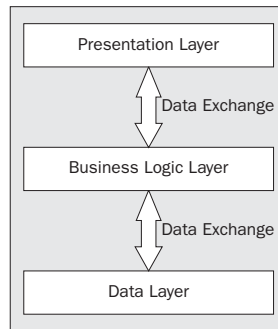 Presentation Layer
Data Exchange
Business Logic Layer
Data Exchange
Data Layer